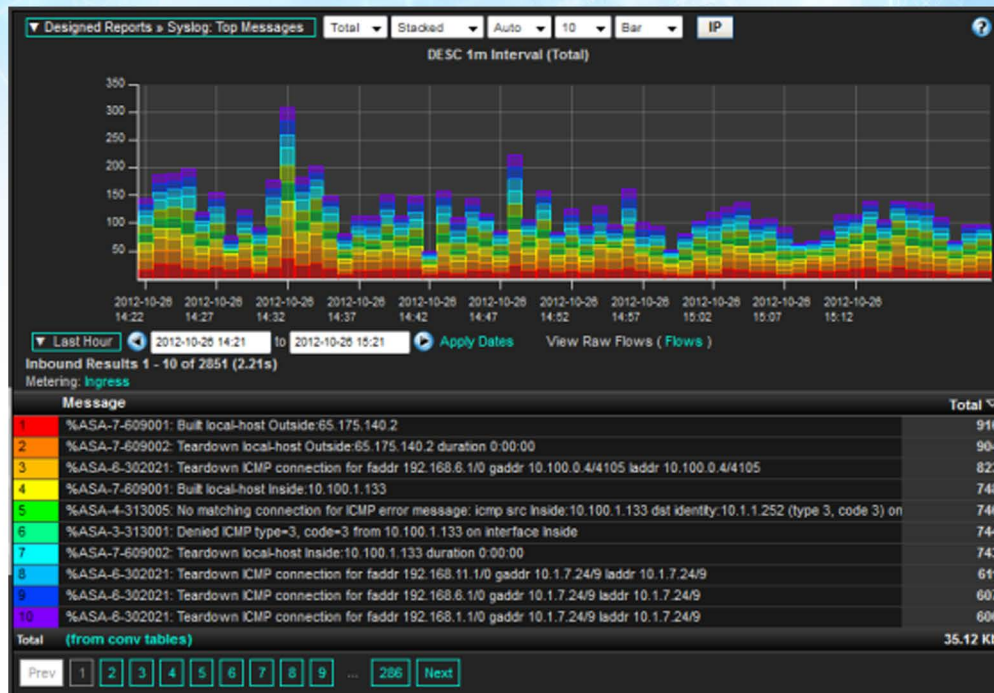 ▼ Designed Reports » Syslog: Top Messages Total Stacked Auto 10 Bar IP ?
DESC 1m Interval (Total)
350
300
250
200
150
100
50
2012-10-26 2012-10-26 2012-10-26 2012-10-26 2012-10-26 2012-10-26 2012-10-26 2012-10-26 2012-10-26 2012-10-26 2012-10-26
14:22 14:27 14:32 14:37 14:42 14:47 14:52 14:57 15:02 15:07 15:12
▼ Last Hour 2012-10-26 14:21 to 2012-10-26 15:21 Apply Dates View Raw Flows ( Flows )
Inbound Results 1 - 10 of 2851 (2.21s)
Metering: Ingress
Message Total
1 %ASA-7-609001: Built local-host Outside:65.175.140.2
2 %ASA-7-609002: Teardown local-host Outside:65.175.140.2 duration 0:00:00
3 %ASA-6-302021: Teardown ICMP connection for faddr 192.168.6.1/0 gaddr 10.100.0.4/4105 laddr 10.100.0.4/4105
4 %ASA-7-609001: Built local-host Inside:10.100.1.133
5 %ASA-4-313005: No matching connection for ICMP error message: icmp src Inside:10.100.1.133 dst identity:10.1.1.252 (type 3, code 3) on
6 %ASA-3-313001: Denied ICMP type=3, code=3 from 10.100.1.133 on interface Inside
7 %ASA-7-609002: Teardown local-host Inside:10.100.1.133 duration 0:00:00
8 %ASA-6-302021: Teardown ICMP connection for faddr 192.168.11.1/0 gaddr 10.1.7.24/9 laddr 10.1.7.24/9
9 %ASA-6-302021: Teardown ICMP connection for faddr 192.168.6.1/0 gaddr 10.1.7.24/9 laddr 10.1.7.24/9
10 %ASA-6-302021: Teardown ICMP connection for faddr 192.168.1.1/0 gaddr 10.1.7.24/9 laddr 10.1.7.24/9
Total (from conv tables) 35.12
Prev 1 2 3 4 5 6 7 8 9 ... 286 Next